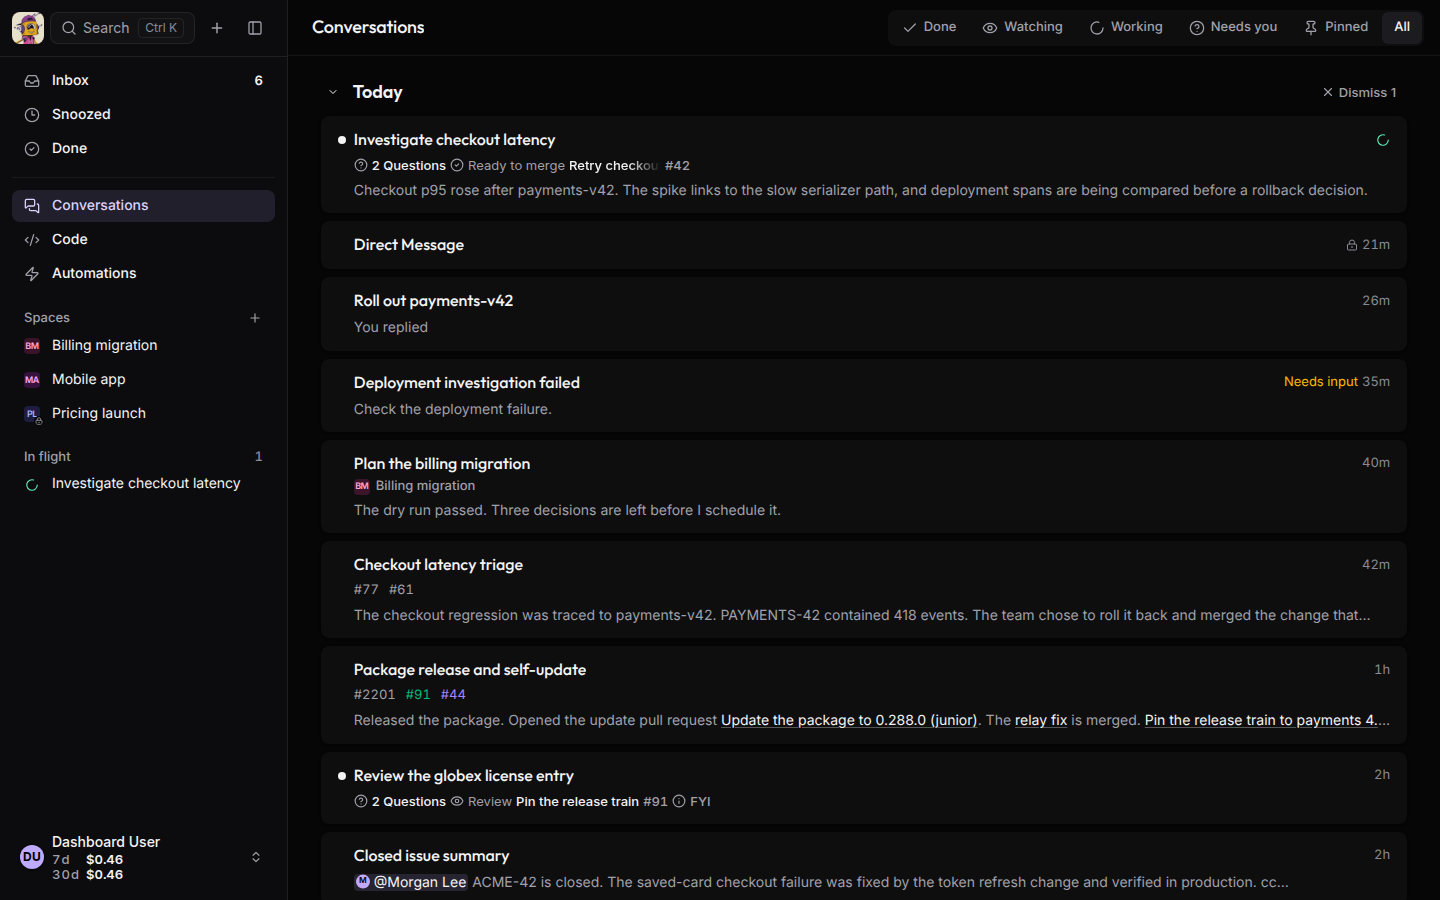 Search Ctrl K
Inbox 6
Snoozed
Done
Conversations
Code
Automations
Spaces
BM Billing migration
MA Mobile app
PL Pricing launch
In flight 1
Investigate checkout latency
DU Dashboard User
7d $0.46
30d $0.46
Conversations
Done Watching Working Needs you Pinned All
Today Dismiss 1
Investigate checkout latency
2 Questions Ready to merge Retry checkou #42
Checkout p95 rose after payments-v42. The spike links to the slow serializer path, and deployment spans are being compared before a rollback decision.
Direct Message 21m
Roll out payments-v42 26m
You replied
Deployment investigation failed Needs input 35m
Check the deployment failure.
Plan the billing migration 40m
BM Billing migration
The dry run passed. Three decisions are left before I schedule it.
Checkout latency triage 42m
#77 #61
The checkout regression was traced to payments-v42. PAYMENTS-42 contained 418 events. The team chose to roll it back and merged the change that...
Package release and self-update 1h
#2201 #91 #44
Released the package. Opened the update pull request Update the package to 0.288.0 (junior). The relay fix is merged. Pin the release train to payments 4....
Review the globex license entry 2h
2 Questions Review Pin the release train #91 FYI
Closed issue summary 2h
M @Morgan Lee ACME-42 is closed. The saved-card checkout failure was fixed by the token refresh change and verified in production. cc...